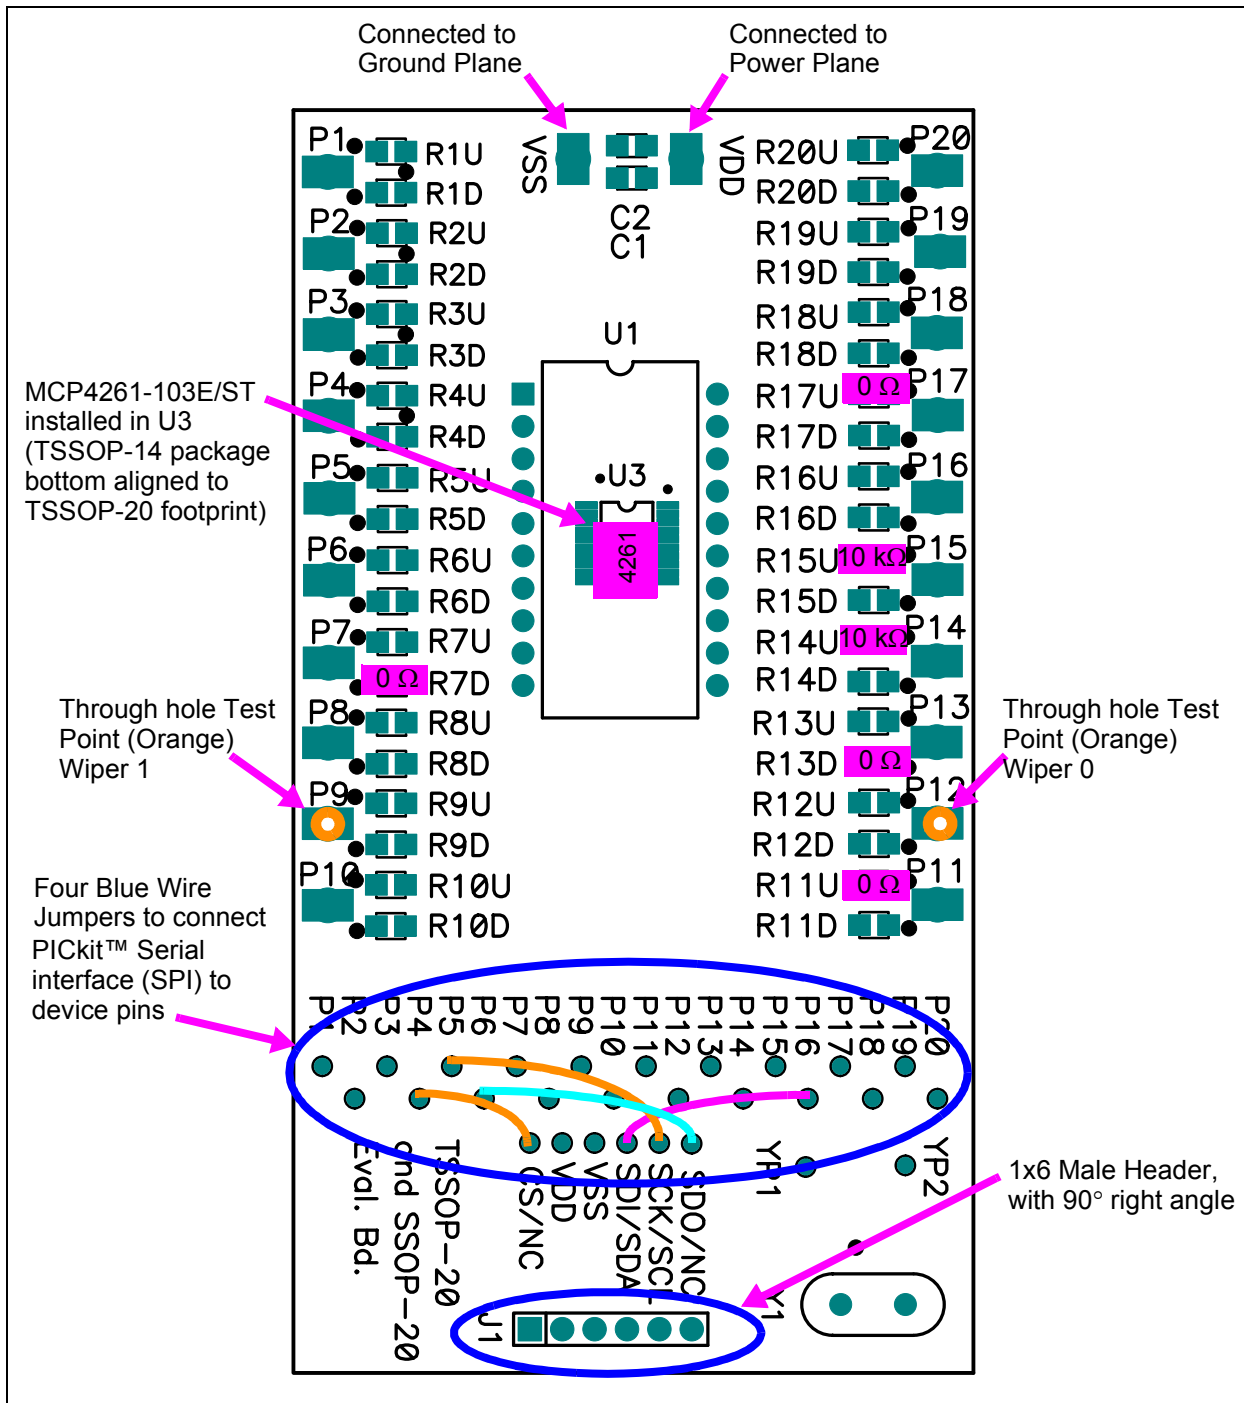 Connected to
Ground Plane
Connected to
Power Plane
P1
R1U
R1D
P2
R2U
R2D
P3
R3U
R3D
P4
R4U
R4D
P5
R5U
R5D
P6
R6U
R6D
P7
R7U
0 Ω
R7D
P8
R8U
R8D
P9
R9U
R9D
P10
R10U
R10D
VSS
VDD
C2
C1
U1
U3
4261
R20U
P20
R20D
R19U
P19
R19D
R18U
P18
R18D
R17U
0 Ω
P17
R17D
R16U
P16
R16D
R15U
10 kΩ
P15
R15D
R14U
10 kΩ
P14
R14D
R13U
P13
R13D
0 Ω
R12U
P12
R12D
R11U
0 Ω
P11
R11D
MCP4261-103E/ST
installed in U3
(TSSOP-14 package
bottom aligned to
TSSOP-20 footprint)
Through hole Test
Point (Orange)
Wiper 1
Through hole Test
Point (Orange)
Wiper 0
Four Blue Wire
Jumpers to connect
PICkit™ Serial
interface (SPI) to
device pins
P1
P2
P3
P4
P5
P6
P7
P8
P9
P10
P11
P12
P13
P14
P15
P16
P17
P18
P19
P20
TSSOP-20
and SSOP-20
Eval. Bd.
CS/NC
VDD
VSS
SDI/SDA
SCK/SCL
SDO/NC
YP1
YP2
Y1
J1
1x6 Male Header,
with 90° right angle